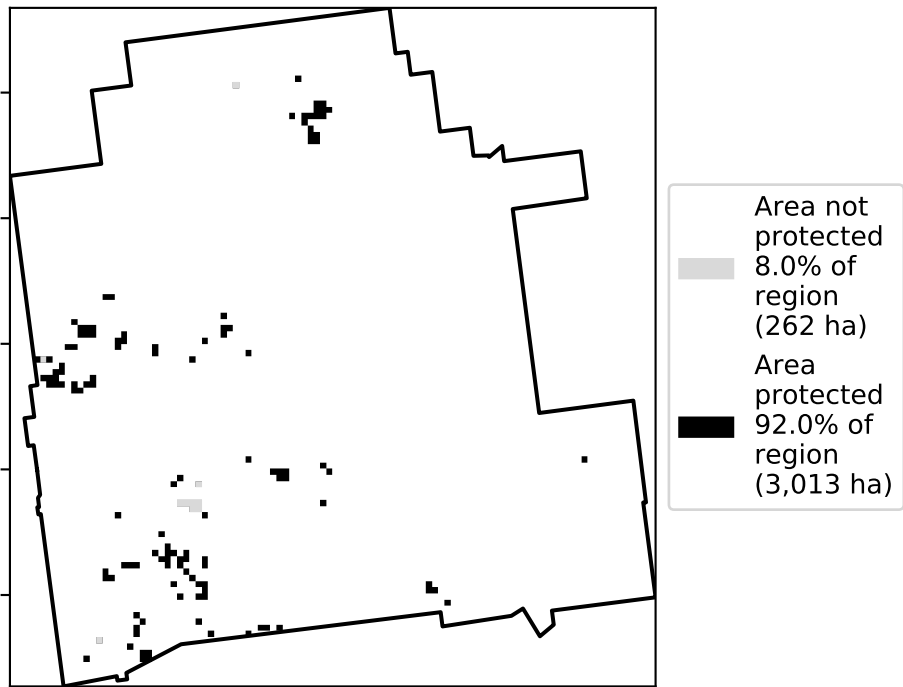 Area not
protected
8.0% of
region
(262 ha)
Area
protected
92.0% of
region
(3,013 ha)